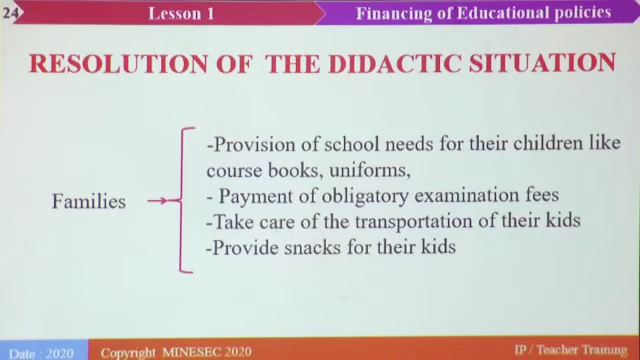 24
Lesson 1
Financing of Educational policies
RESOLUTION OF THE DIDACTIC SITUATION
-Provision of school needs for their children like
course books, uniforms,
Families
- Payment of obligatory examination fees
-Take care of the transportation of their kids
-Provide snacks for their kids
Date : 2020
Copyright MINESEC 2020
IP / Teacher Training